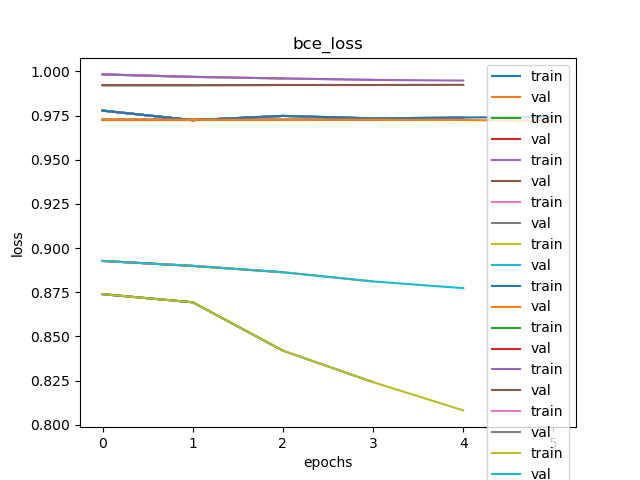 bce_loss
1.000
0.975
0.950
0.925
0.900
0.875
0.850
0.825
0.800
loss
0
1
2
3
4
5
epochs
train
val
train
val
train
val
train
val
train
val
train
val
train
val
train
val
train
val
train
val